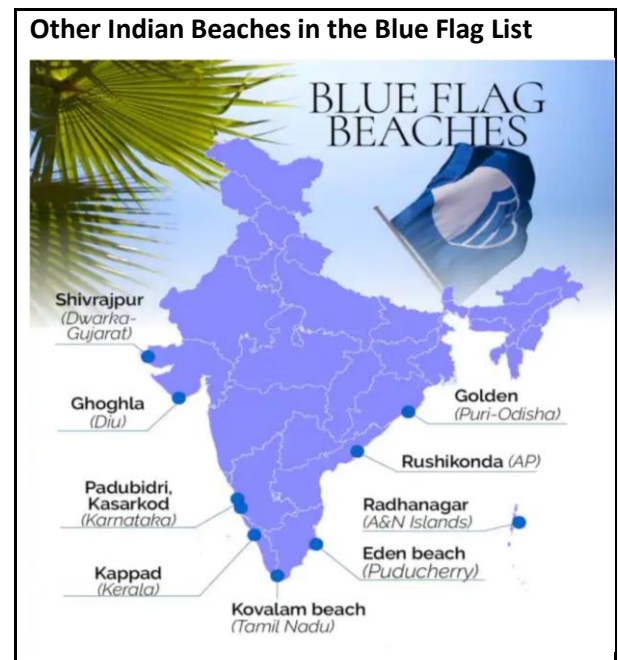 Other Indian Beaches in the Blue Flag List
BLUE FLAG
BEACHES
Shivrajpur
(Dwarka-
Gujarat)
Ghoghla
(Diu)
Golden
(Puri-Odisha)
Rushikonda (AP)
Padubidri,
Kasarkod
(Karnataka)
Radhanagar
(A&N Islands)
Eden beach
(Puducherry)
Kappad
(Kerala)
Kovalam beach
(Tamil Nadu)